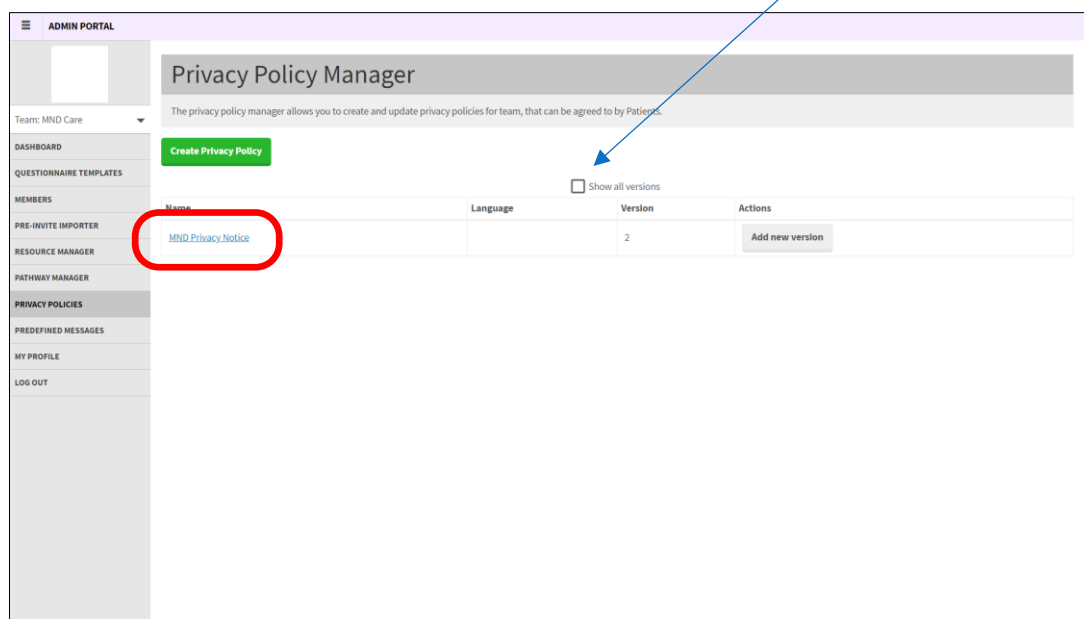 ADMIN PORTAL
Team: MND Care
DASHBOARD
QUESTIONNAIRE TEMPLATES
MEMBERS
PRE-INVITE IMPORTER
RESOURCE MANAGER
PATHWAY MANAGER
PRIVACY POLICIES
PREDEFINED MESSAGES
MY PROFILE
LOG OUT
Privacy Policy Manager
The privacy policy manager allows you to create and update privacy policies for team, that can be agreed to by Patients.
Create Privacy Policy
Show all versions
Name Language Version Actions
MND Privacy Notice 2 Add new version